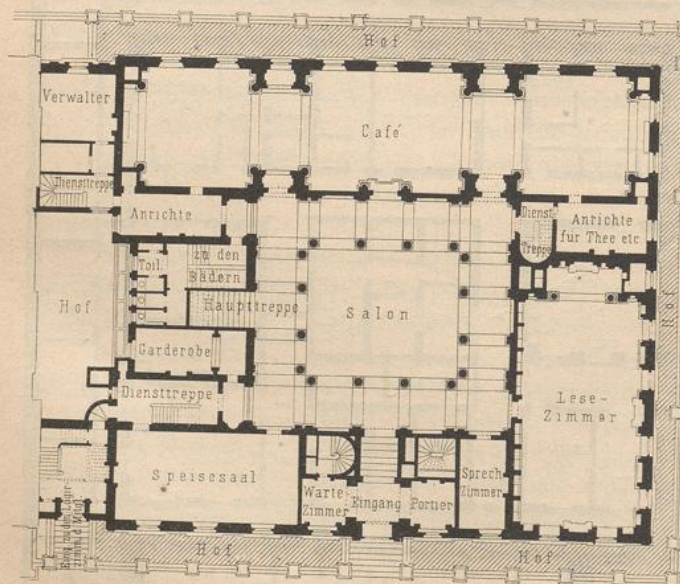 Hof
Verwalter
Café
Diensttreppe
Anrichte
Dienst-
Treppe
Anrichte
für Thee etc
Toil.
zu den
Bädern
Hof
Haupttreppe
Salon
Hof
Garderobe
Diensttreppe
Lese-
Zimmer
Speisesaal
Sprech
Zimmer
Warte
Zimmer
Eingang
Portier
Hof
Hof